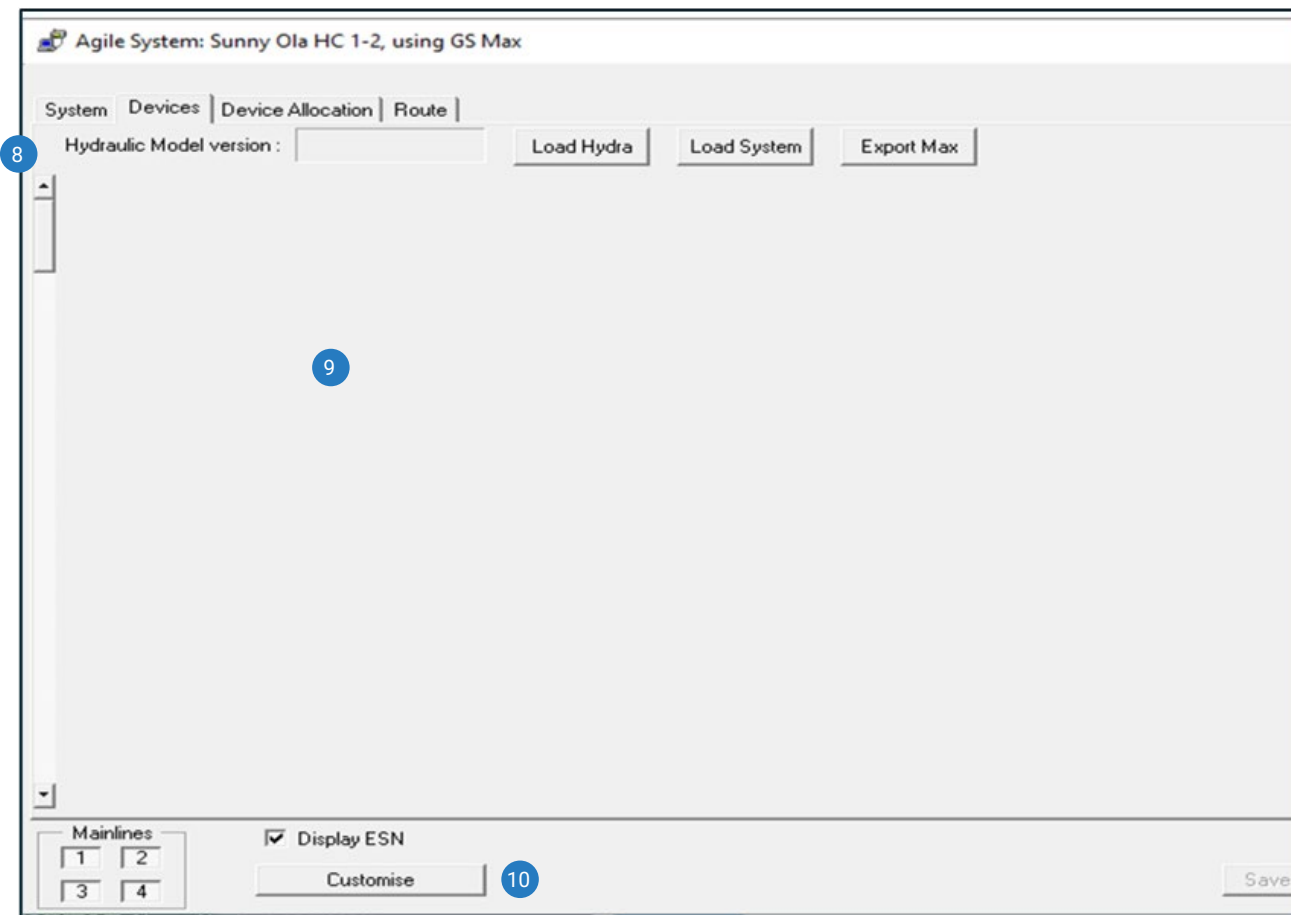 Agile System: Sunny Ola HC 1-2, using GS Max
System Devices Device Allocation Route
8 Hydraulic Model version : Load Hydra Load System Export Max
9
Mainlines
1 2
3 4
Display ESN
Customise 10 Save